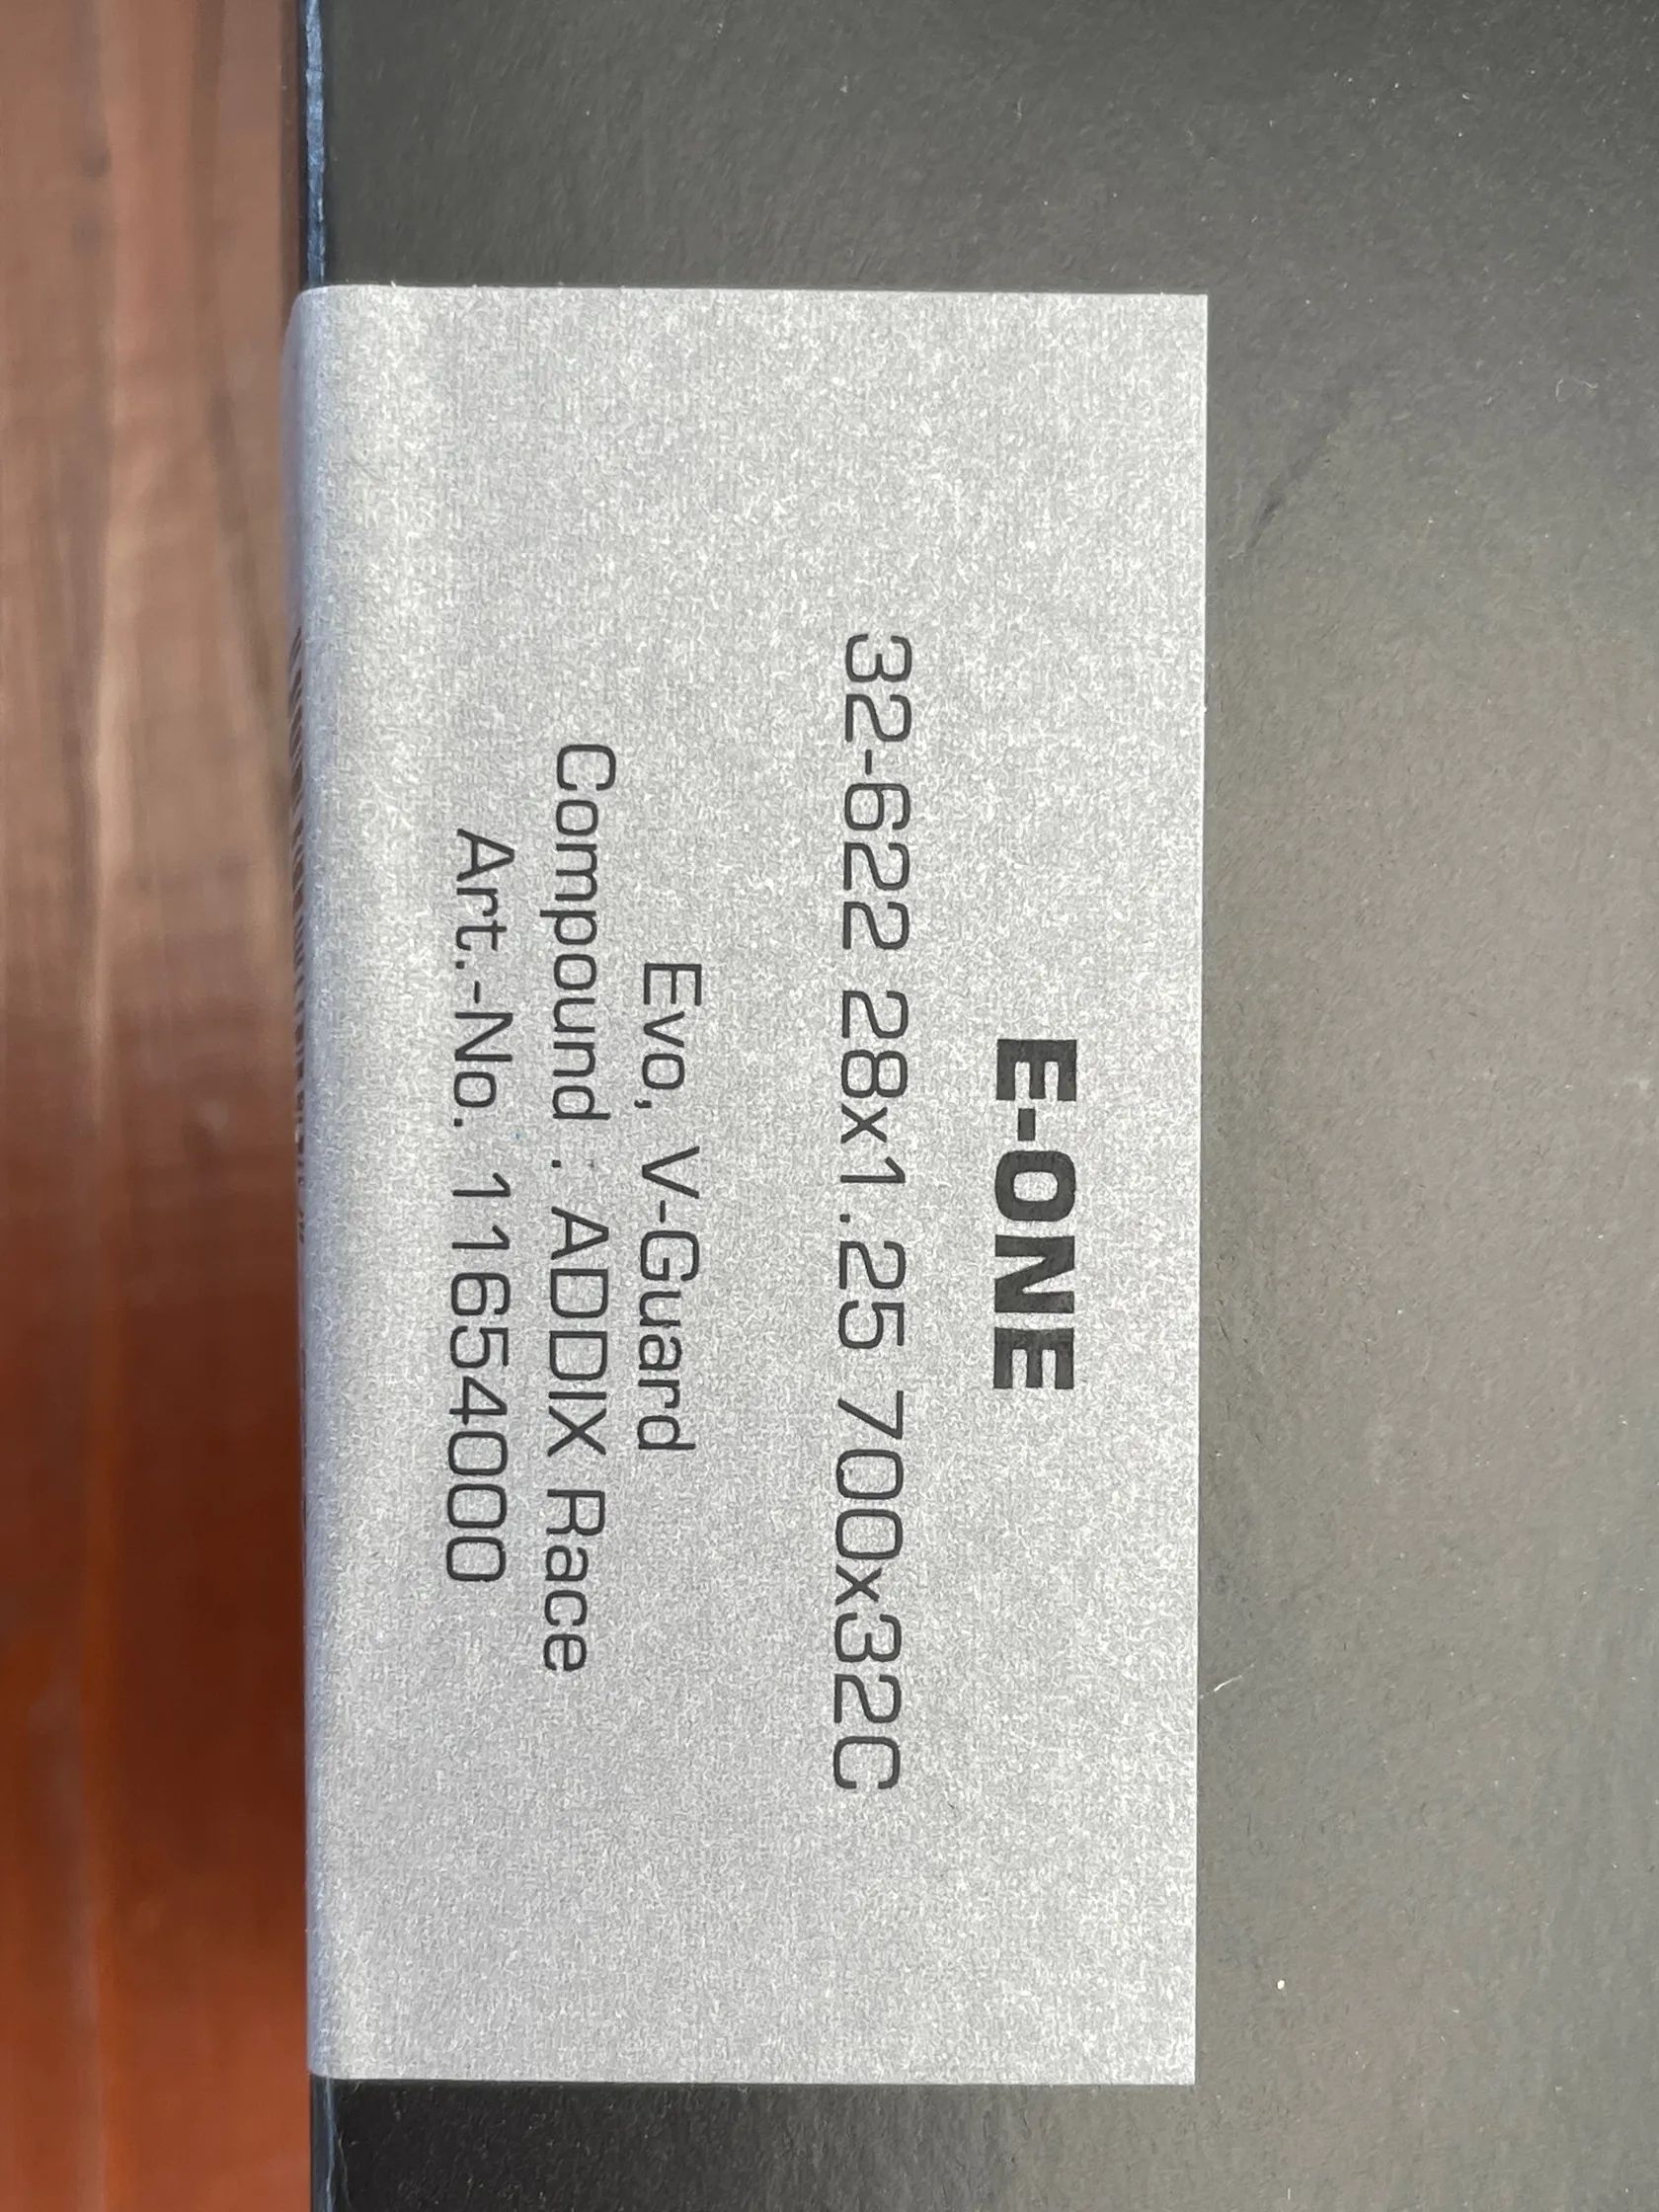 E-ONE
32-622 28x1.25 700x32C
Evo, V-Guard
Compound : ADDIX Race
Art.-No. 11654000